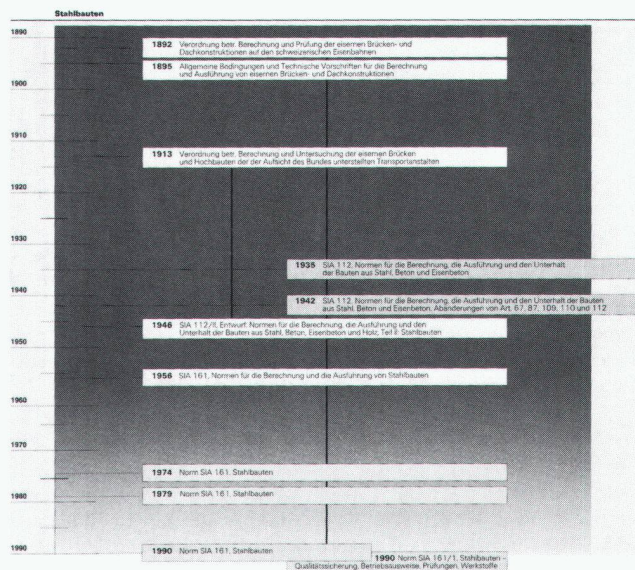 Stahlbauten
1890
1892 Verordnung betr. Berechnung und Prüfung der eisernen Brücken- und
Dachkonstruktionen auf den schweizerischen Eisenbahnen
1895 Allgemeine Bedingungen und Technische Vorschriften für die Berechnung
und Ausführung von eisernen Brücken- und Dachkonstruktionen
1900
1910
1913 Verordnung betr. Berechnung und Untersuchung der eisernen Brücken
und Hochbauten der der Aufsicht des Bundes unterstellten Transportanstalten
1920
1930
1935 SIA 112, Normen für die Berechnung, die Ausführung und den Unterhalt
der Bauten aus Stahl, Beton und Eisenbeton
1940
1942 SIA 112, Normen für die Berechnung, die Ausführung und den Unterhalt der Bauten
aus Stahl, Beton und Eisenbeton. Abänderungen von Art. 67, 87, 109, 110 und 112
1946 SIA 112/II, Entwurf: Normen für die Berechnung, die Ausführung und den
Unterhalt der Bauten aus Stahl, Beton, Eisenbeton und Holz, Teil II: Stahlbauten
1950
1956 SIA 161, Normen für die Berechnung und die Ausführung von Stahlbauten
1960
1970
1974 Norm SIA 161, Stahlbauten
1979 Norm SIA 161, Stahlbauten
1980
1990
1990 Norm SIA 161, Stahlbauten
1990 Norm SIA 161/1, Stahlbauten –
Qualitätssicherung, Betriebsausweise, Prüfungen, Werkstoffe